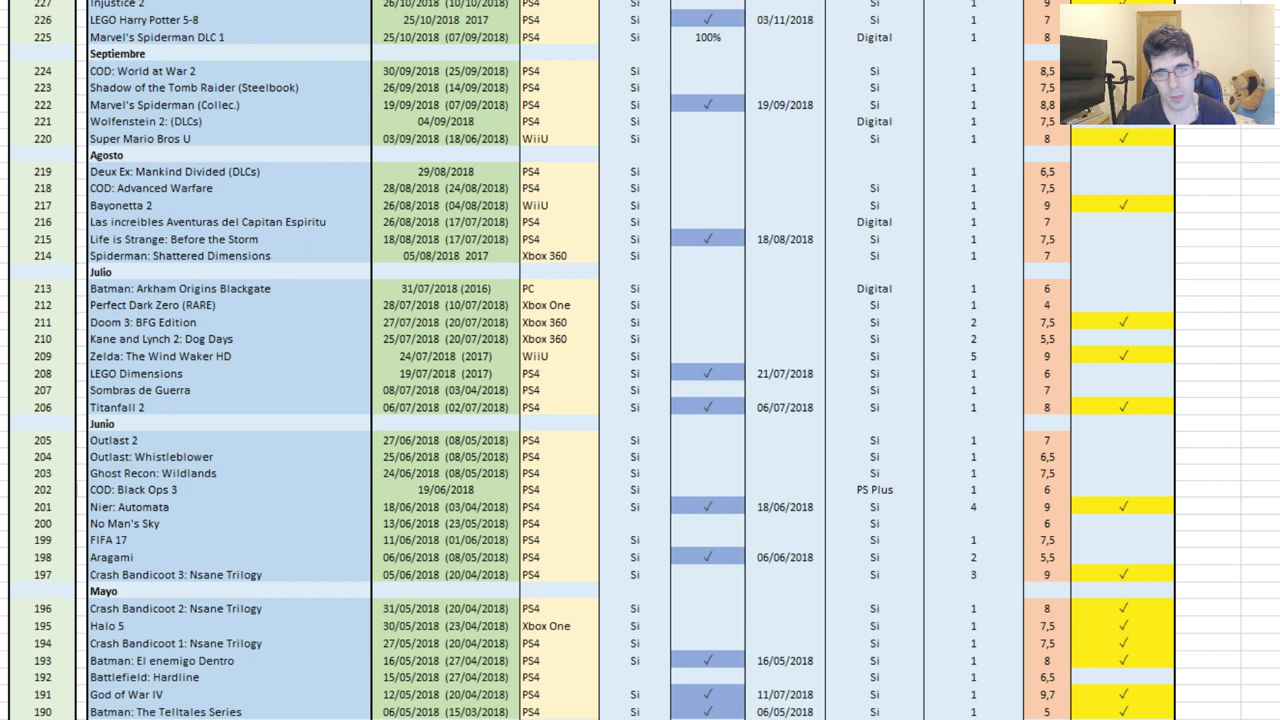 227 Injustice 2 26/10/2018 (10/10/2018) PS4 Si Si 1 9 ✓
226 LEGO Harry Potter 5-8 25/10/2018 2017 PS4 Si ✓ 03/11/2018 Si 1 7
225 Marvel's Spiderman DLC 1 25/10/2018 (07/09/2018) PS4 Si 100% Digital 1 8
Septiembre
224 COD: World at War 2 30/09/2018 (25/09/2018) PS4 Si Si 1 8,5
223 Shadow of the Tomb Raider (Steelbook) 26/09/2018 (14/09/2018) PS4 Si Si 1 7,5
222 Marvel's Spiderman (Collec.) 19/09/2018 (07/09/2018) PS4 Si ✓ 19/09/2018 Si 1 8,8
221 Wolfenstein 2: (DLCs) 04/09/2018 PS4 Si Digital 1 7,5
220 Super Mario Bros U 03/09/2018 (18/06/2018) WiiU Si Si 1 8 ✓
Agosto
219 Deux Ex: Mankind Divided (DLCs) 29/08/2018 PS4 Si 1 6,5
218 COD: Advanced Warfare 28/08/2018 (24/08/2018) PS4 Si Si 1 7,5
217 Bayonetta 2 26/08/2018 (04/08/2018) WiiU Si Si 1 9 ✓
216 Las increibles Aventuras del Capitan Espiritu 26/08/2018 (17/07/2018) PS4 Si Digital 1 7
215 Life is Strange: Before the Storm 18/08/2018 (17/07/2018) PS4 Si ✓ 18/08/2018 Si 1 7,5
214 Spiderman: Shattered Dimensions 05/08/2018 2017 Xbox 360 Si Si 1 7
Julio
213 Batman: Arkham Origins Blackgate 31/07/2018 (2016) PC Si Digital 1 6
212 Perfect Dark Zero (RARE) 28/07/2018 (10/07/2018) Xbox One Si Si 1 4
211 Doom 3: BFG Edition 27/07/2018 (20/07/2018) Xbox 360 Si Si 2 7,5 ✓
210 Kane and Lynch 2: Dog Days 25/07/2018 (20/07/2018) Xbox 360 Si Si 2 5,5
209 Zelda: The Wind Waker HD 24/07/2018 (2017) WiiU Si Si 5 9 ✓
208 LEGO Dimensions 19/07/2018 (2017) PS4 Si ✓ 21/07/2018 Si 1 6
207 Sombras de Guerra 08/07/2018 (03/04/2018) PS4 Si Si 1 7
206 Titanfall 2 06/07/2018 (02/07/2018) PS4 Si ✓ 06/07/2018 Si 1 8 ✓
Junio
205 Outlast 2 27/06/2018 (08/05/2018) PS4 Si Si 1 7
204 Outlast: Whistleblower 25/06/2018 (08/05/2018) PS4 Si Si 1 6,5
203 Ghost Recon: Wildlands 24/06/2018 (08/05/2018) PS4 Si Si 1 7,5
202 COD: Black Ops 3 19/06/2018 PS4 Si PS Plus 1 6
201 Nier: Automata 18/06/2018 (03/04/2018) PS4 Si ✓ 18/06/2018 Si 4 9 ✓
200 No Man's Sky 13/06/2018 (23/05/2018) PS4 Si 6
199 FIFA 17 11/06/2018 (01/06/2018) PS4 Si Si 1 7,5
198 Aragami 06/06/2018 (08/05/2018) PS4 Si ✓ 06/06/2018 Si 2 5,5
197 Crash Bandicoot 3: Nsane Trilogy 05/06/2018 (20/04/2018) PS4 Si Si 3 9 ✓
Mayo
196 Crash Bandicoot 2: Nsane Trilogy 31/05/2018 (20/04/2018) PS4 Si Si 1 8 ✓
195 Halo 5 30/05/2018 (23/04/2018) Xbox One Si Si 1 7,5 ✓
194 Crash Bandicoot 1: Nsane Trilogy 27/05/2018 (20/04/2018) PS4 Si Si 1 7,5 ✓
193 Batman: El enemigo Dentro 16/05/2018 (27/04/2018) PS4 Si ✓ 16/05/2018 Si 1 8 ✓
192 Battlefield: Hardline 15/05/2018 (27/04/2018) PS4 Si 1 6,5
191 God of War IV 12/05/2018 (20/04/2018) PS4 Si ✓ 11/07/2018 Si 1 9,7 ✓
190 Batman: The Telltales Series 06/05/2018 (15/03/2018) PS4 Si ✓ 06/05/2018 Si 1 5 ✓